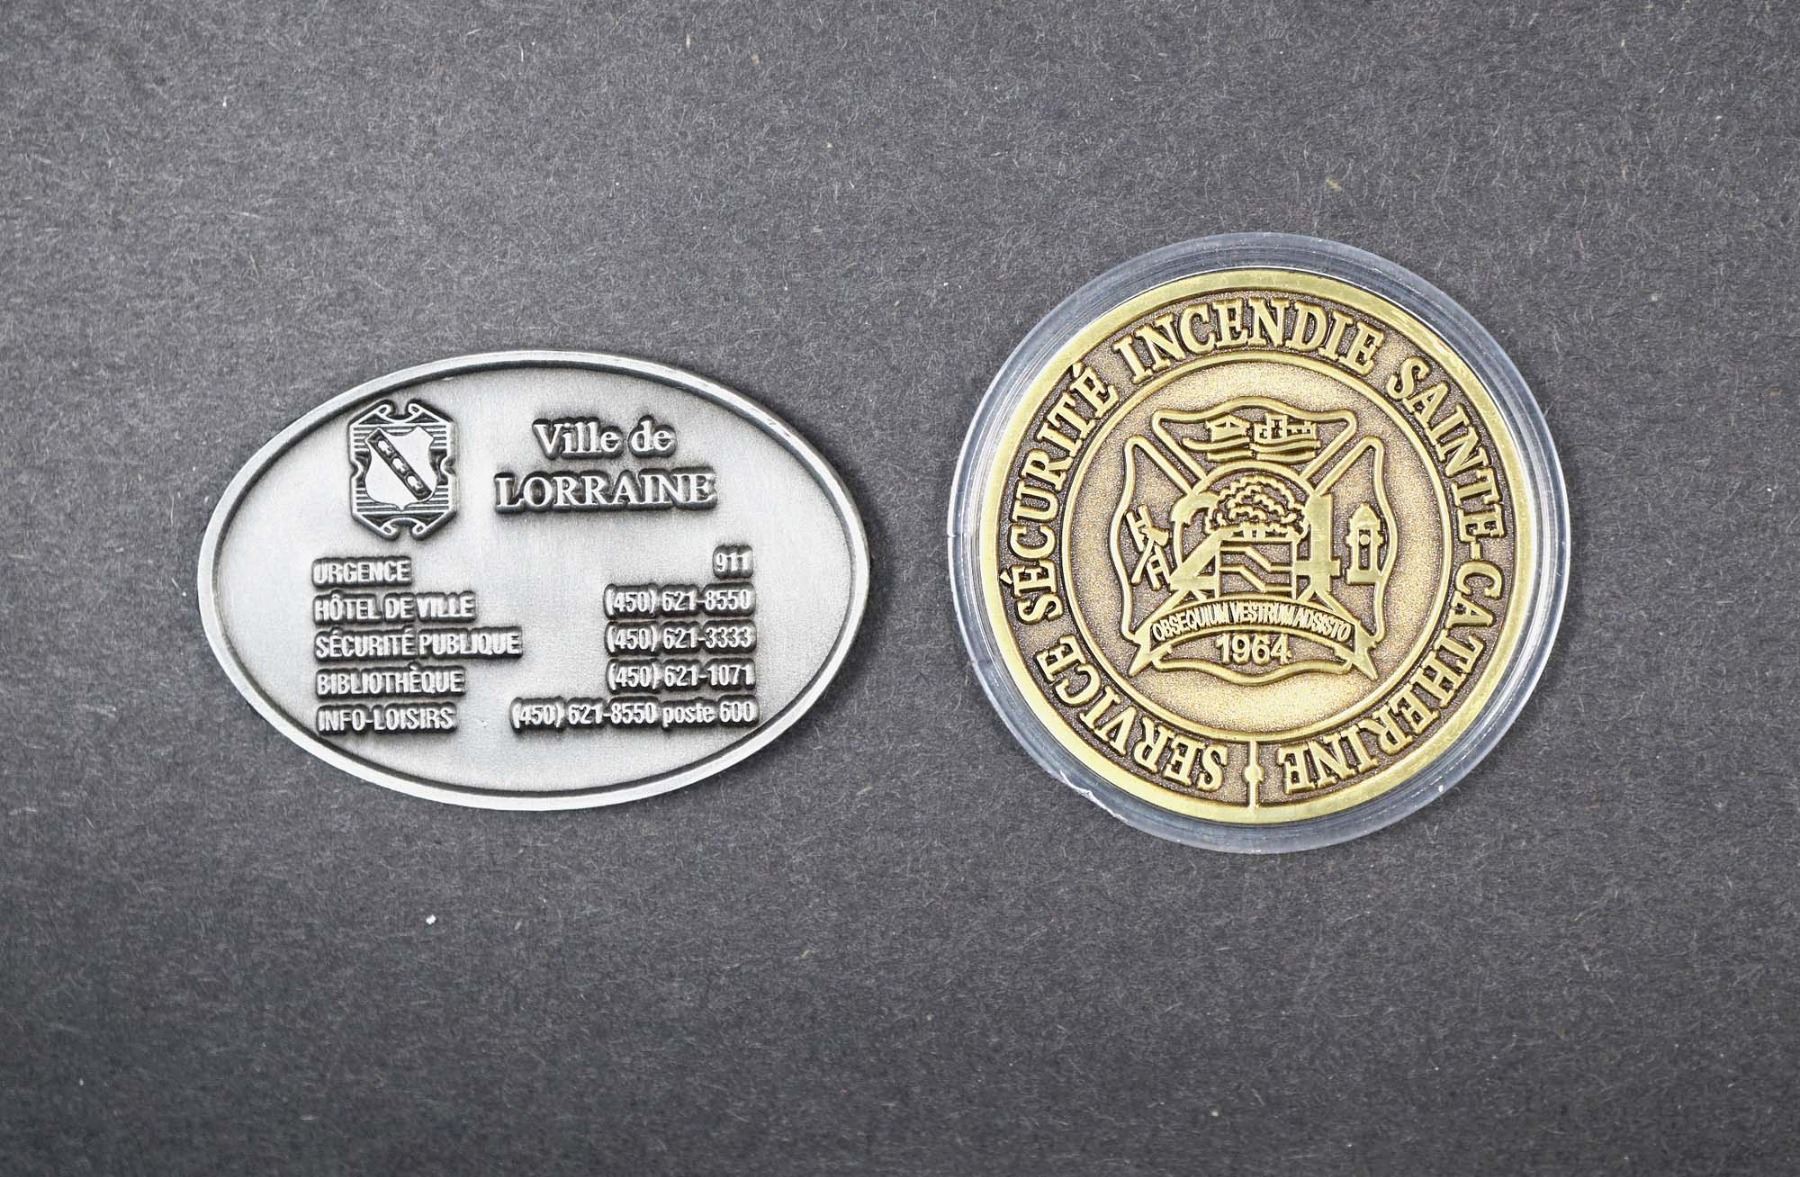 Ville de
LORRAINE
URGENCE 911
HÔTEL DE VILLE (450) 621-8550
SÉCURITÉ PUBLIQUE (450) 621-3333
BIBLIOTHÈQUE (450) 621-1071
INFO-LOISIRS (450) 621-8550 poste 600
SERVICE SÉCURITÉ INCENDIE SAINTE-CATHERINE
OBSEQUIUM VESTRUM ADSISTO
1964